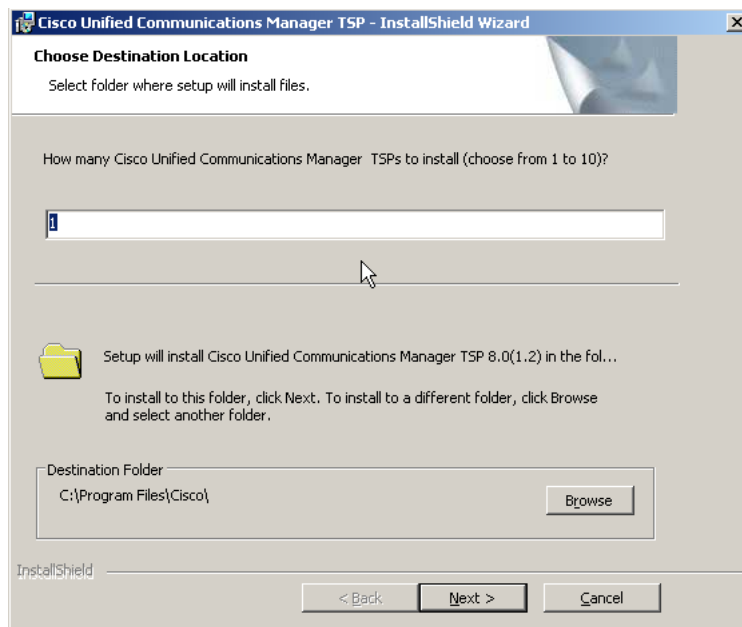 Cisco Unified Communications Manager TSP - InstallShield Wizard
Choose Destination Location
Select folder where setup will install files.
How many Cisco Unified Communications Manager TSPs to install (choose from 1 to 10)?
1
Setup will install Cisco Unified Communications Manager TSP 8.0(1.2) in the fol...
To install to this folder, click Next. To install to a different folder, click Browse
and select another folder.
Destination Folder
C:\Program Files\Cisco\
Browse
InstallShield
< Back
Next >
Cancel